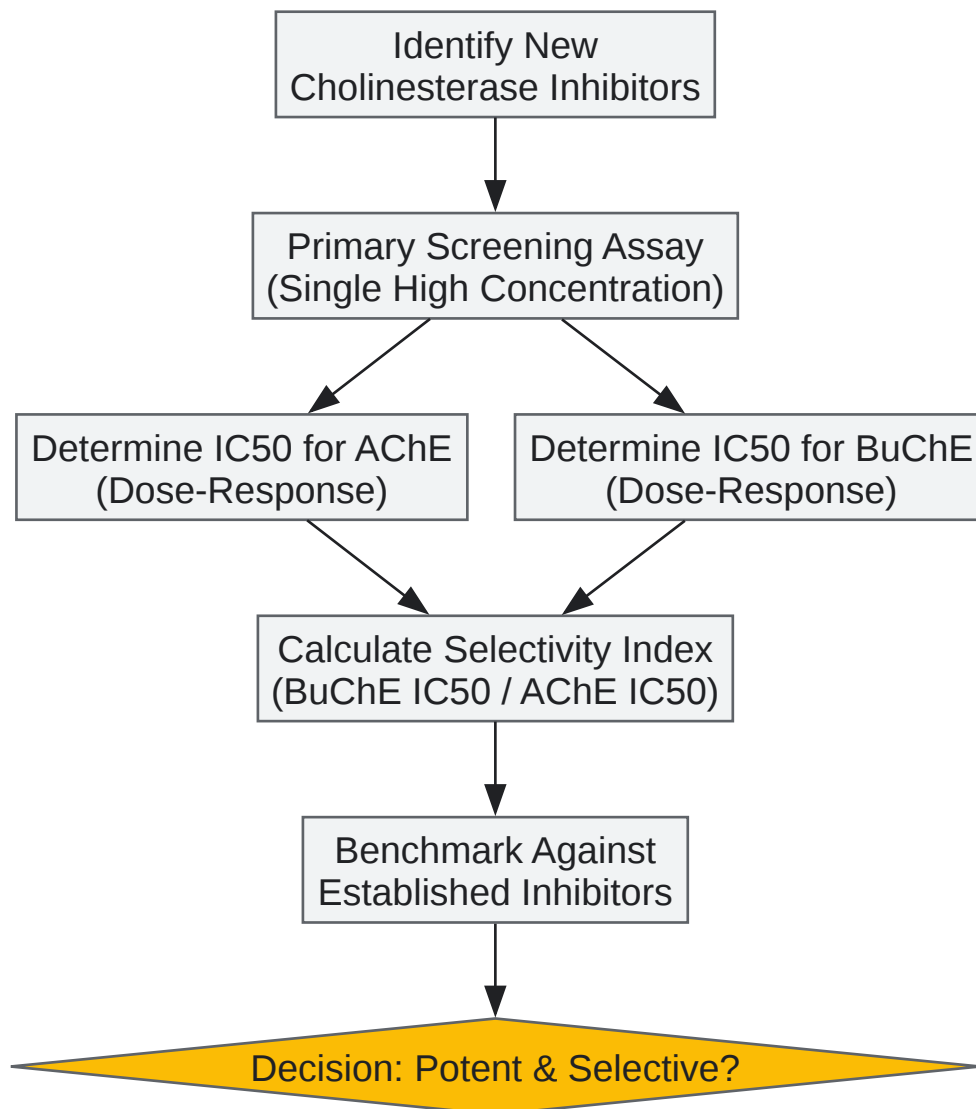 Identify New
Cholinesterase Inhibitors
Primary Screening Assay
(Single High Concentration)
Determine IC50 for AChE
(Dose-Response)
Determine IC50 for BuChE
(Dose-Response)
Calculate Selectivity Index
(BuChE IC50 / AChE IC50)
Benchmark Against
Established Inhibitors
Decision: Potent & Selective?